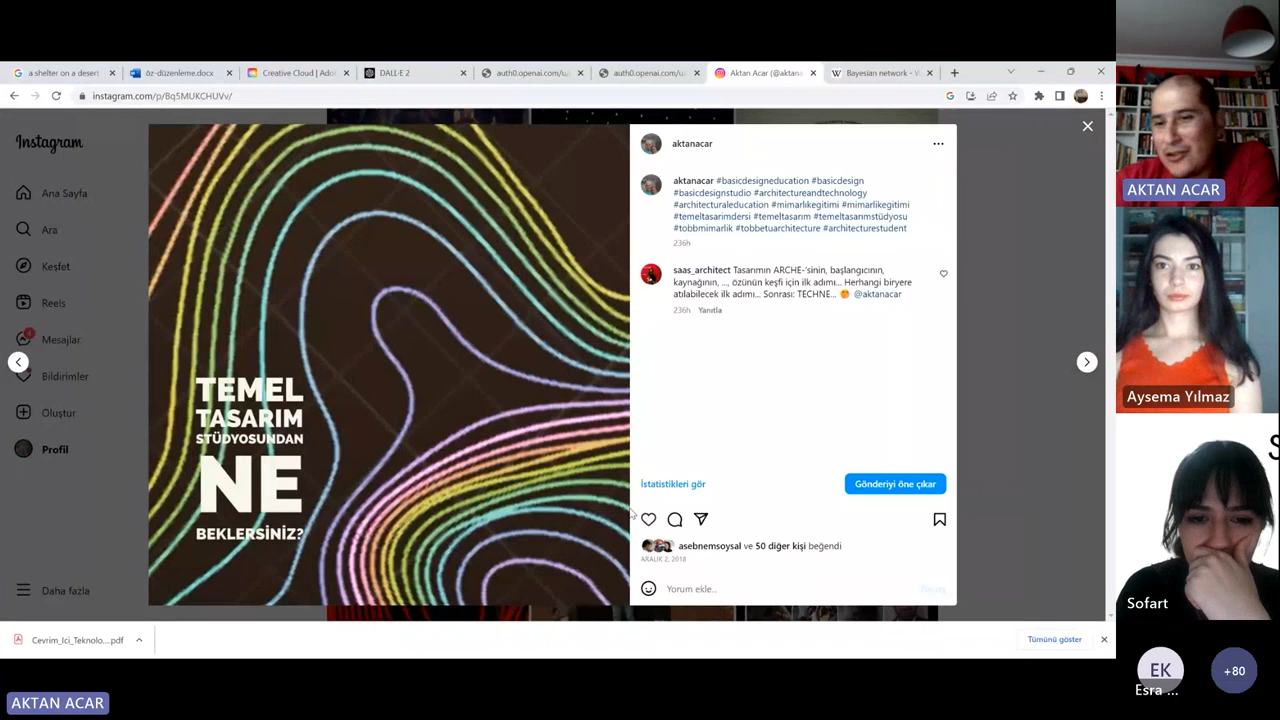 a shelter on a desert
öz-düzenleme.docx
Creative Cloud | Ado
DALL·E 2
auth0.openai.com/u/
auth0.openai.com/u
Aktan Acar (@aktana
Bayesian network - W
instagram.com/p/Bq5MUKCHUVv/
Instagram
Ana Sayfa
Ara
Keşfet
Reels
4
Mesajlar
Bildirimler
Oluştur
Profil
Daha fazla
TEMEL
TASARIM
STÜDYOSUNDAN
NE
BEKLERSİNİZ?
aktanacar
aktanacar #basicdesigneducation #basicdesign
#basicdesignstudio #architectureandtechnology
#architecturaleducation #mimarlıkegitimi #mimarlikegitimi
#temeltasarimdersi #temeltasarım #temeltasarımstüdyosu
#tobbmimarlik #tobbetuarchitecture #architecturestudent
236h
saas_architect Tasarımın ARCHE-'sinin, başlangıcının,
kaynağının, ..., özünün keşfi için ilk adımı... Herhangi biryere
atılabilecek ilk adımı... Sonrası: TECHNE... @aktanacar
236h Yanıtla
İstatistikleri gör
Gönderiyi öne çıkar
asebnemsoysal ve 50 diğer kişi beğendi
ARALIK 2, 2018
Yorum ekle..
Paylaş
Cevrim_Ici_Teknolo....pdf
Tümünü göster
AKTAN ACAR
AKTAN ACAR
Aysema Yılmaz
S
Sofart
EK
Esra ...
+80